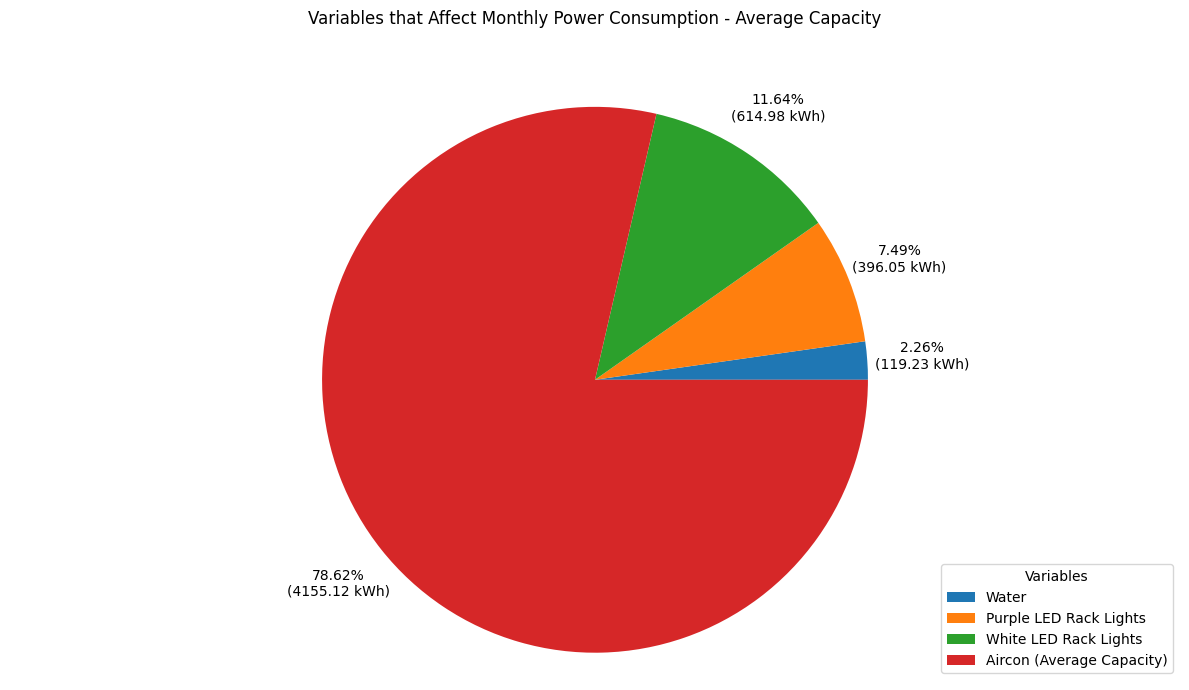 Variables that Affect Monthly Power Consumption - Average Capacity
11.64%
(614.98 kWh)
7.49%
(396.05 kWh)
2.26%
(119.23 kWh)
78.62%
(4155.12 kWh)
Variables
Water
Purple LED Rack Lights
White LED Rack Lights
Aircon (Average Capacity)